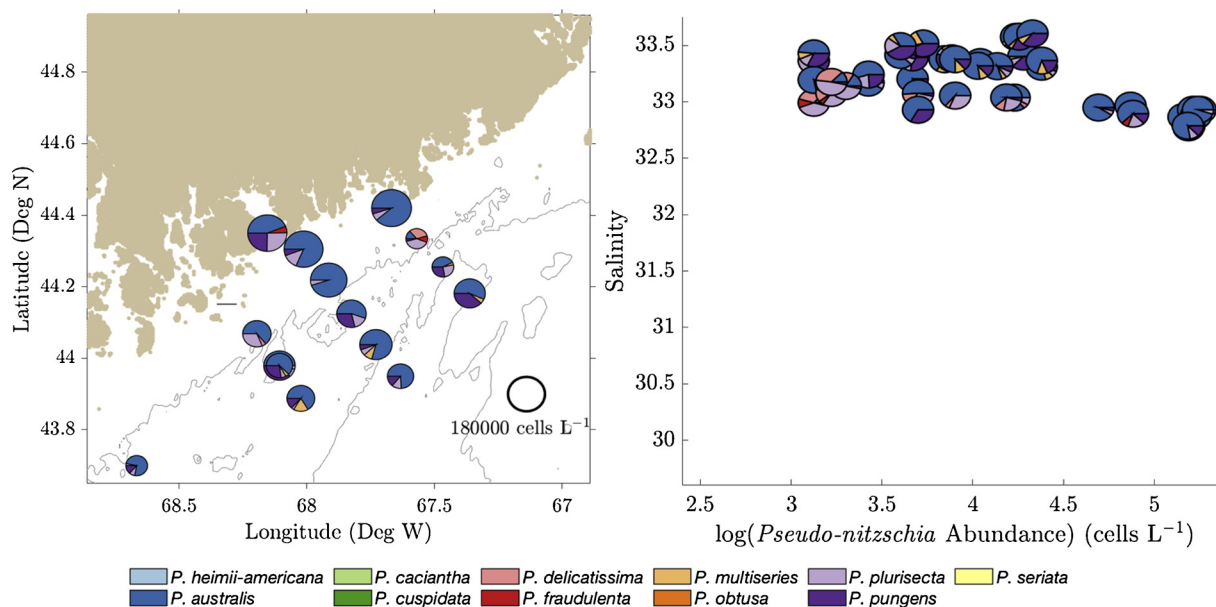 44.8
44.6
44.4
44.2
44
43.8
Latitude (Deg N)
68.5
68
67.5
67
Longitude (Deg W)
180000 cells L⁻¹
33.5
33
32.5
32
31.5
31
30.5
30
Salinity
2.5
3
3.5
4
4.5
5
log(Pseudo-nitzschia Abundance) (cells L⁻¹)
P. heimii-americana
P. caciantha
P. delicatissima
P. multiseries
P. plurisecta
P. seriata
P. australis
P. cuspidata
P. fraudulenta
P. obtusa
P. pungens